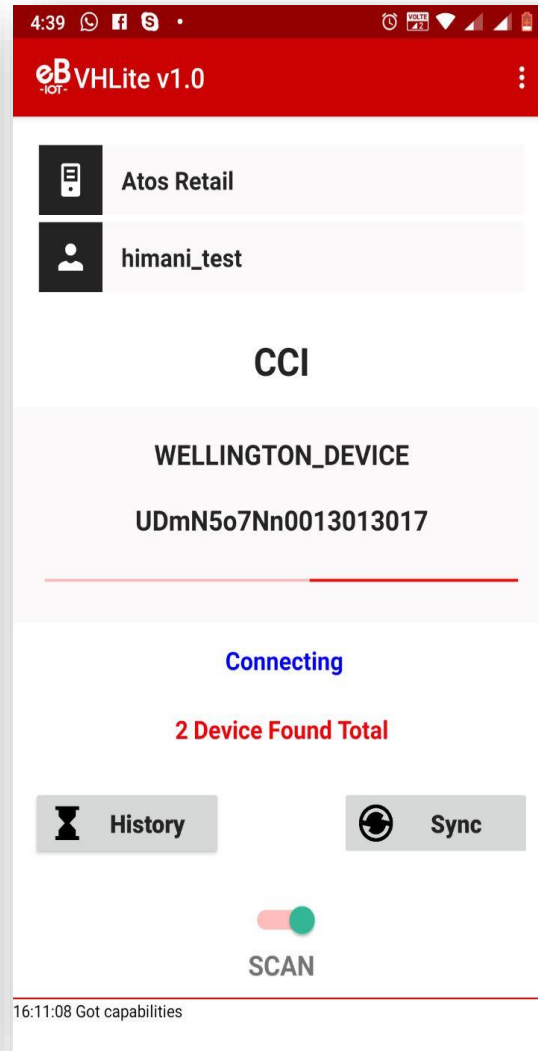 4:39
VOLTE
2
eB
-IOT-
VHLite v1.0
Atos Retail
himani_test
CCI
WELLINGTON_DEVICE
UDmN5o7Nn0013013017
Connecting
2 Device Found Total
History
Sync
SCAN
16:11:08 Got capabilities